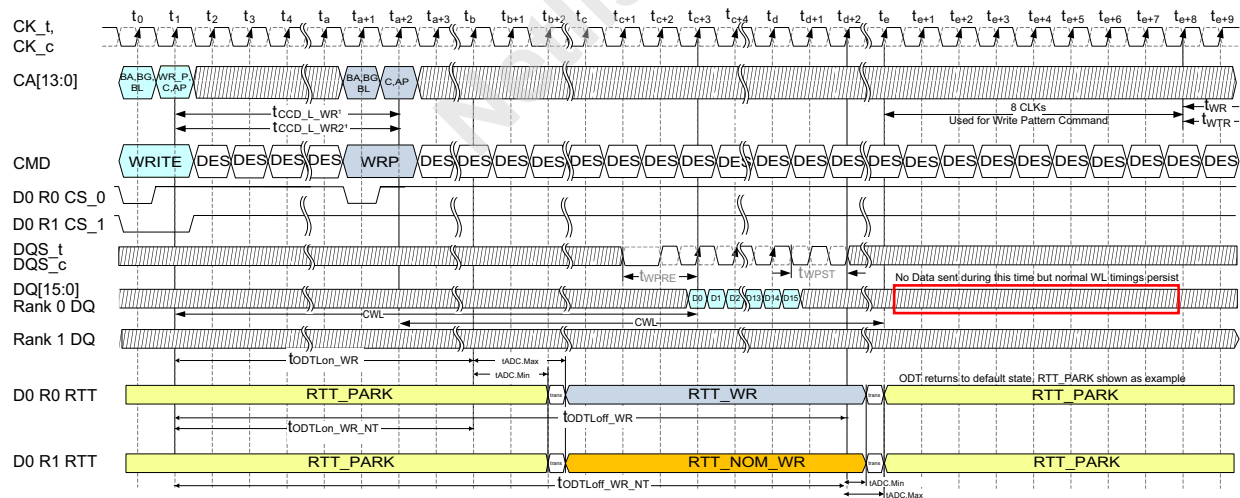 t0 t1 t2 t3 t4 ta ta+1 ta+2 ta+3 tb tb+1 tb+2 tc tc+1 tc+2 tc+3 tc+4 td td+1 td+2 te te+1 te+2 te+3 te+4 te+5 te+6 te+7 te+8 te+9
CK_t,
CK_c
CA[13:0]
BA,BG, BL
WR_P, C,AP
BA,BG BL
C,AP
tCCD_L_WR¹
tCCD_L_WR2¹
8 CLKs
Used for Write Pattern Command
tWR
tWTR
CMD
WRITE DES DES DES DES WRP DES DES DES DES DES DES DES DES DES DES DES DES DES DES DES DES DES DES DES DES DES DES
D0 R0 CS_0
D0 R1 CS_1
DQS_t
DQS_c
tWPRE
tWPST
No Data sent during this time but normal WL timings persist
DQ[15:0]
Rank 0 DQ
D0 D1 D2 D13 D14 D15
CWL
CWL
Rank 1 DQ
tODTLon_WR
tADC.Max
tADC.Min
ODT returns to default state, RTT_PARK shown as example
D0 R0 RTT
RTT_PARK trans RTT_WR trans RTT_PARK
tODTLoff_WR
tODTLon_WR_NT
D0 R1 RTT
RTT_PARK trans RTT_NOM_WR trans RTT_PARK
tODTLoff_WR_NT
tADC.Min
tADC.Max